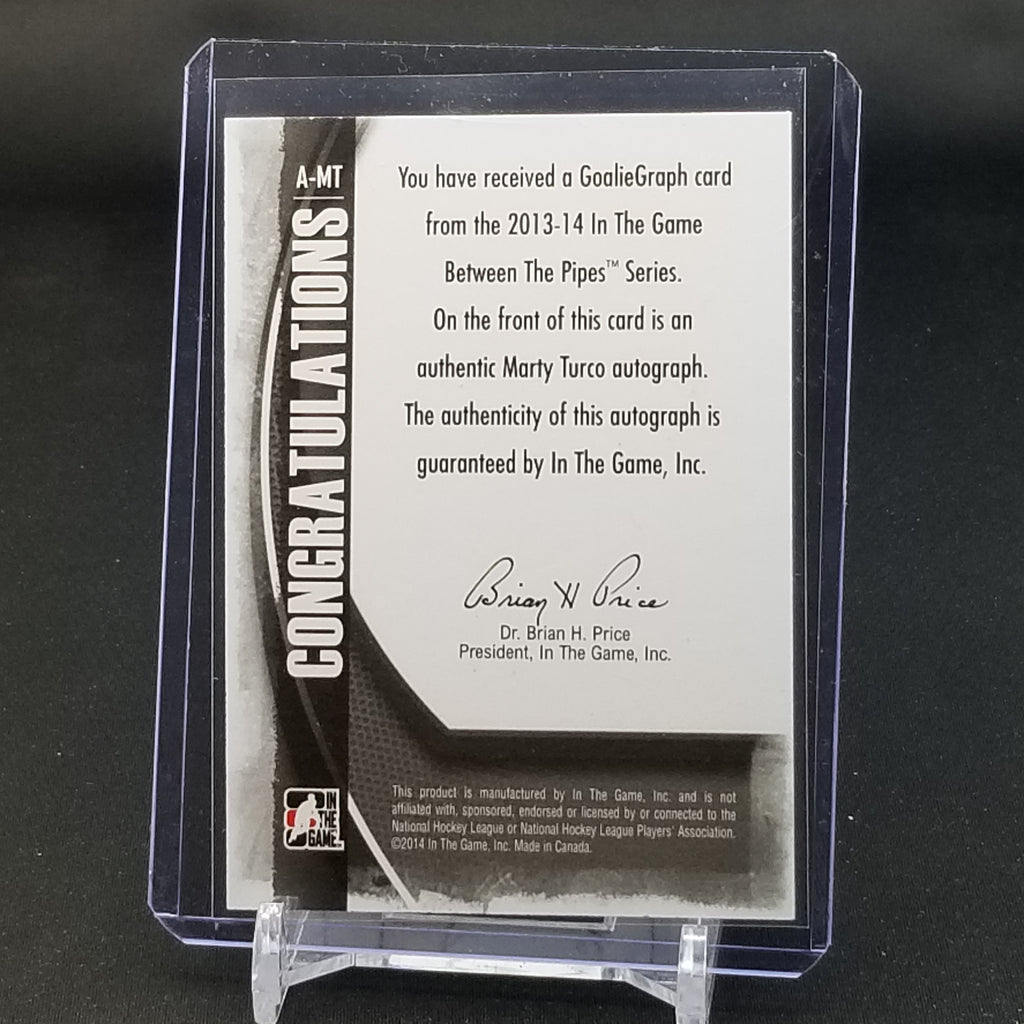 A-MT
CONGRATULATIONS
You have received a GoalieGraph card
from the 2013-14 In The Game
Between The Pipes™ Series.
On the front of this card is an
authentic Marty Turco autograph.
The authenticity of this autograph is
guaranteed by In The Game, Inc.
Brian H Price
Dr. Brian H. Price
President, In The Game, Inc.
IN
THE
GAME
This product is manufactured by In The Game, Inc. and is not
affiliated with, sponsored, endorsed or licensed by or connected to the
National Hockey League or National Hockey League Players' Association.
©2014 In The Game, Inc. Made in Canada.